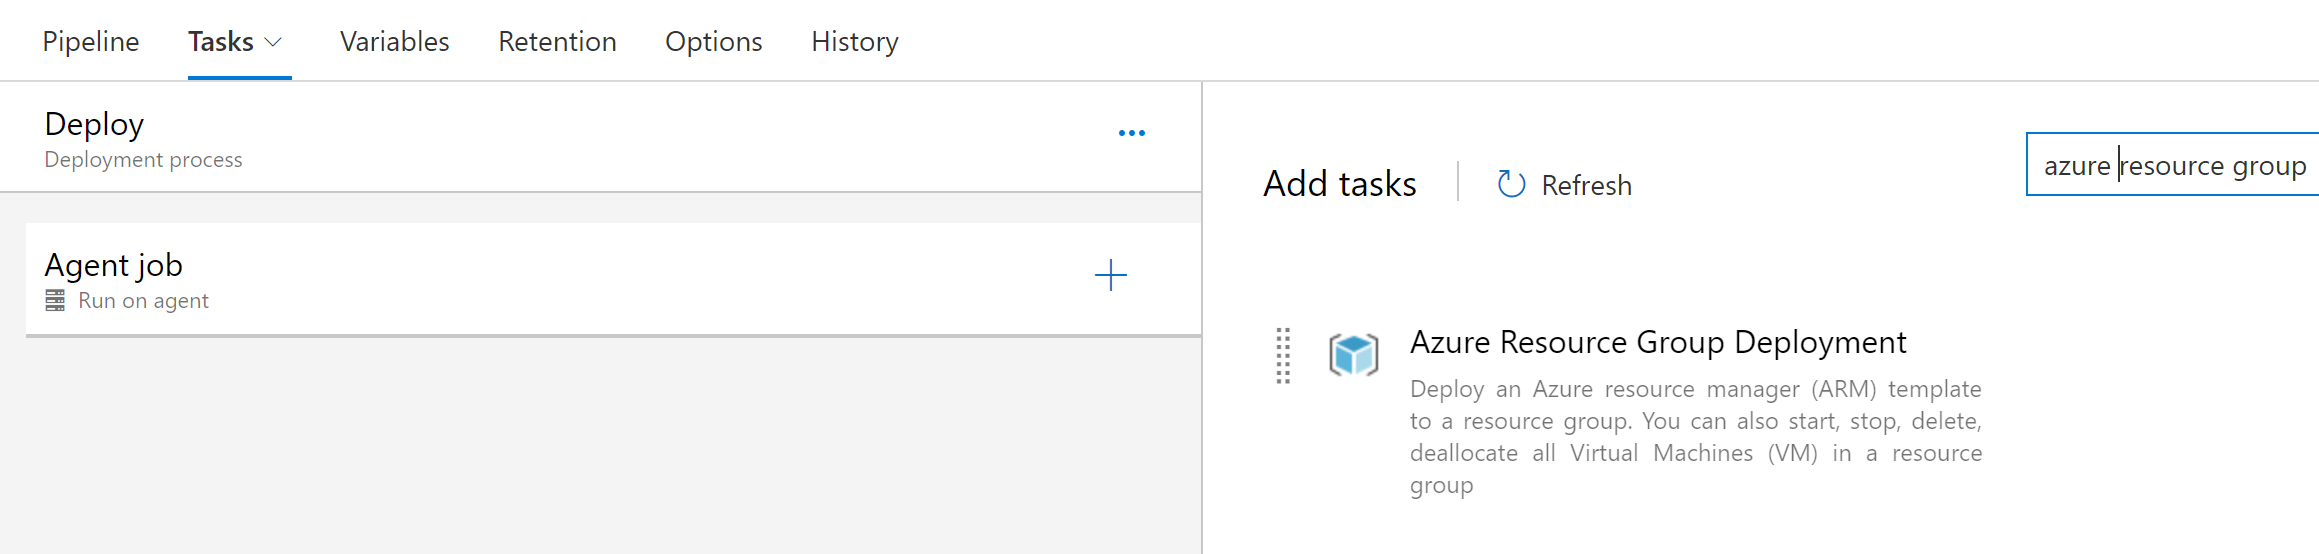 Pipeline Tasks Variables Retention Options History
Deploy
Deployment process
Agent job
Run on agent
Add tasks
Refresh
azure resource group
Azure Resource Group Deployment
Deploy an Azure resource manager (ARM) template
to a resource group. You can also start, stop, delete,
deallocate all Virtual Machines (VM) in a resource
group